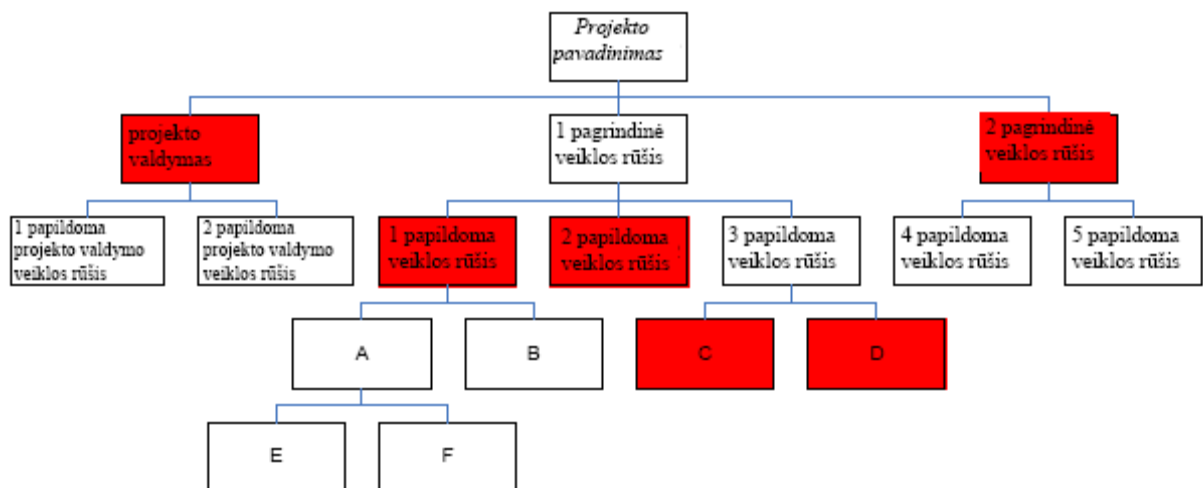 Projekto
pavadinimas
projekto
valdymas
1 pagrindinė
veiklos rūšis
2 pagrindinė
veiklos rūšis
1 papildoma
projekto valdymo
veiklos rūšis
2 papildoma
projekto valdymo
veiklos rūšis
1 papildoma
veiklos rūšis
2 papildoma
veiklos rūšis
3 papildoma
veiklos rūšis
4 papildoma
veiklos rūšis
5 papildoma
veiklos rūšis
A
B
C
D
E
F